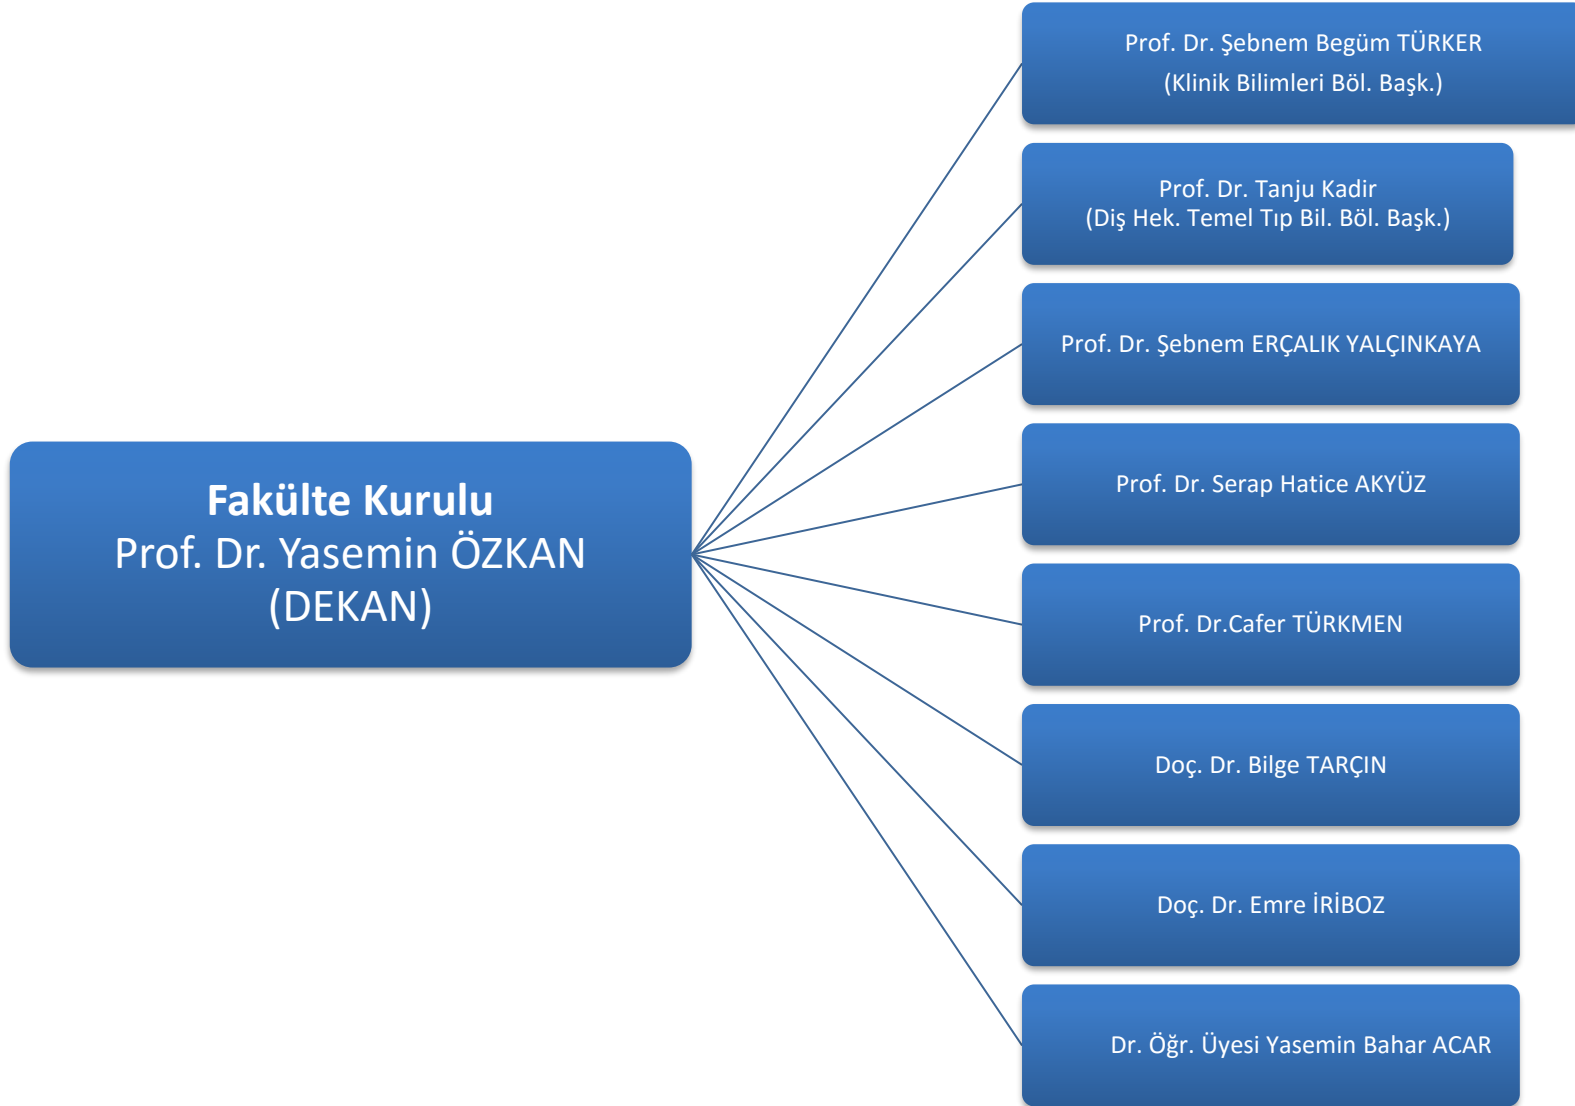 Fakülte Kurulu
Prof. Dr. Yasemin ÖZKAN
(DEKAN)
Prof. Dr. Şebnem Begüm TÜRKER
(Klinik Bilimleri Böl. Başk.)
Prof. Dr. Tanju Kadir
(Diş Hek. Temel Tıp Bil. Böl. Başk.)
Prof. Dr. Şebnem ERÇALIK YALÇINKAYA
Prof. Dr. Serap Hatice AKYÜZ
Prof. Dr.Cafer TÜRKMEN
Doç. Dr. Bilge TARÇIN
Doç. Dr. Emre İRİBOZ
Dr. Öğr. Üyesi Yasemin Bahar ACAR